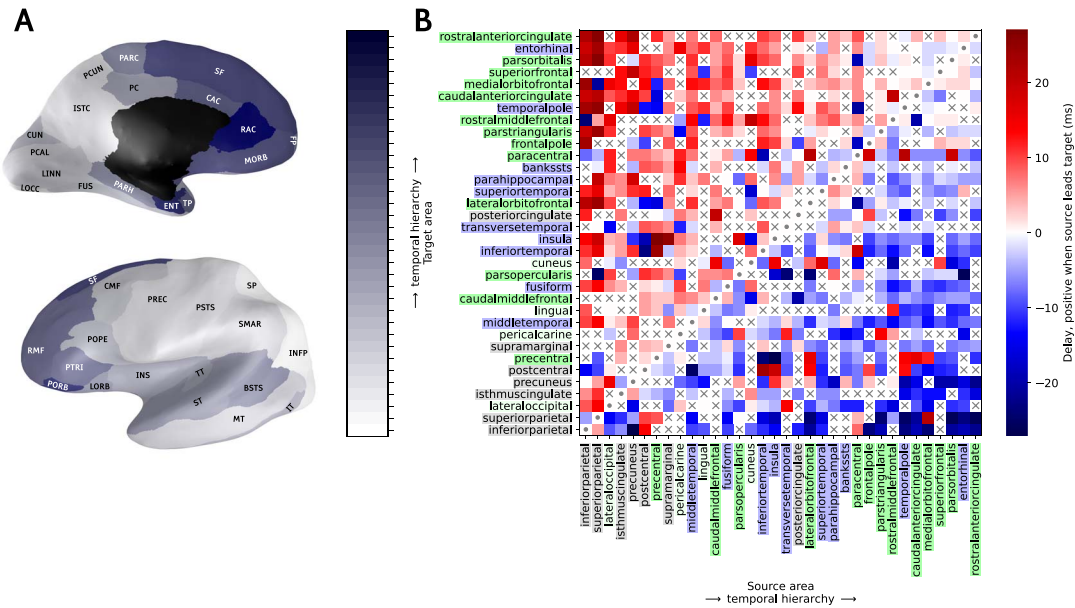 A
PARC
SF
PCUN
PC
CAC
ISTC
RAC
CUN
FP
PCAL
MORB
LINN
PARH
LOCC
FUS
ENT
TP
SF
CMF
PREC
SP
PSTS
SMAR
RMF
POPE
INFP
PTRI
TT
INS
PORB
LORB
BSTS
ST
IT
MT
→ temporal hierarchy →
Target area
B
rostralanteriorcingulate
entorhinal
parsorbitalis
superiorfrontal
medialorbitofrontal
caudalanteriorcingulate
temporalpole
rostralmiddlefrontal
parstriangularis
frontalpole
paracentral
bankssts
parahippocampal
superiortemporal
lateralorbitofrontal
posteriorcingulate
transversetemporal
insula
inferiortemporal
cuneus
parsopercularis
fusiform
caudalmiddlefrontal
lingual
middletemporal
pericalcarine
supramarginal
precentral
postcentral
precuneus
isthmuscingulate
lateraloccipital
superiorparietal
inferiorparietal
inferiorparietal
superiorparietal
lateraloccipital
isthmuscingulate
precuneus
postcentral
precentral
supramarginal
pericalcarine
middletemporal
lingual
caudalmiddlefrontal
fusiform
parsopercularis
cuneus
inferiortemporal
insula
transversetemporal
posteriorcingulate
lateralorbitofrontal
superiortemporal
parahippocampal
bankssts
paracentral
frontalpole
parstriangularis
rostralmiddlefrontal
temporalpole
caudalanteriorcingulate
medialorbitofrontal
superiorfrontal
parsorbitalis
entorhinal
rostralanteriorcingulate
Source area
→ temporal hierarchy →
20
10
0
−10
−20
Delay, positive when source leads target (ms)